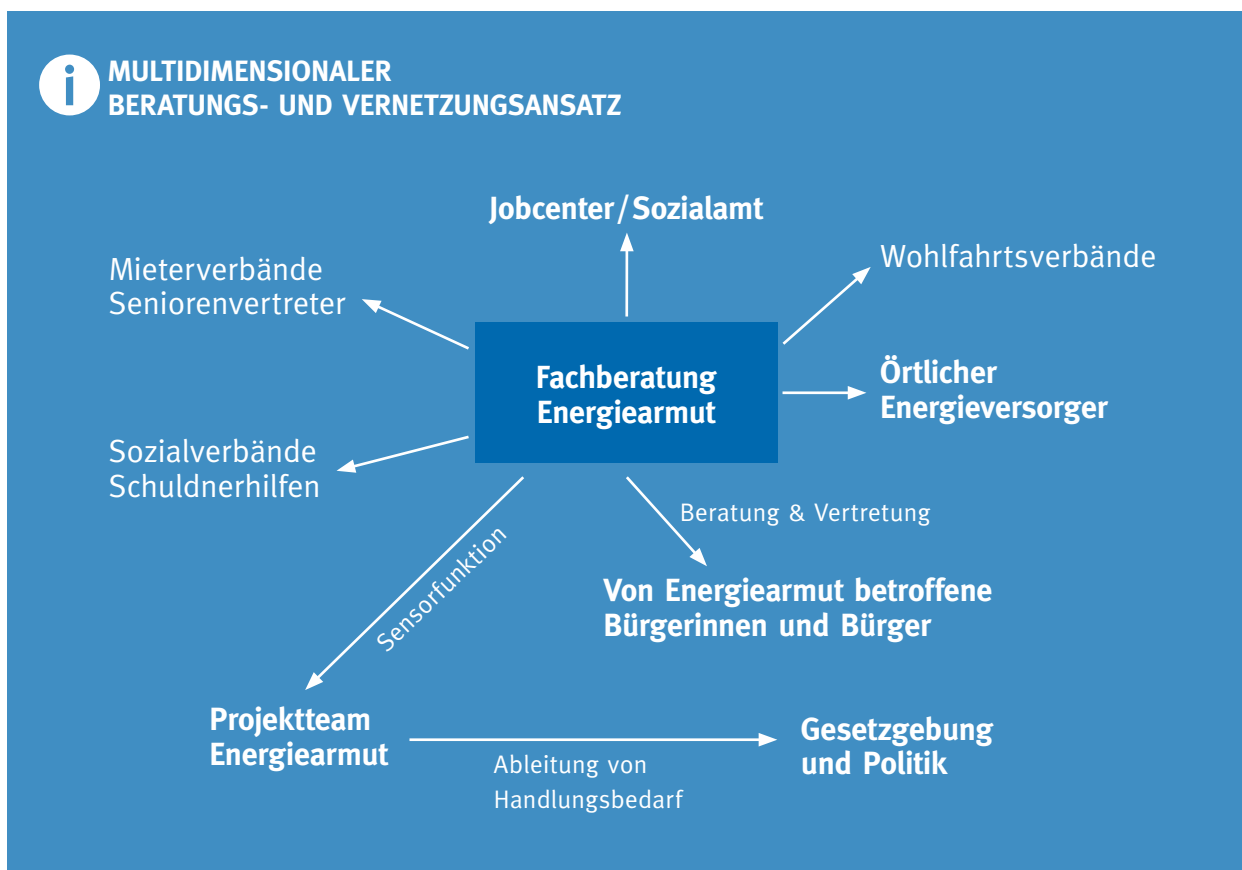 i
MULTIDIMENSIONALER
BERATUNGS- UND VERNETZUNGSANSATZ
Jobcenter/Sozialamt
Mieterverbände
Seniorenvertreter
Wohlfahrtsverbände
Fachberatung
Energiearmut
Örtlicher
Energieversorger
Sozialverbände
Schuldnerhilfen
Beratung & Vertretung
Sensorfunktion
Von Energiearmut betroffene
Bürgerinnen und Bürger
Projektteam
Energiearmut
Ableitung von
Handlungsbedarf
Gesetzgebung
und Politik